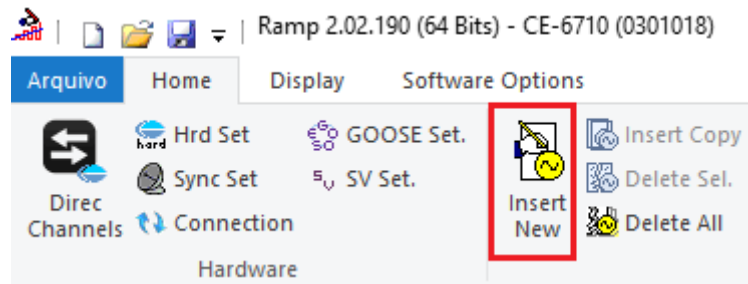 Ramp 2.02.190 (64 Bits) - CE-6710 (0301018)
Arquivo Home Display Software Options
Direc
Channels
hard Hrd Set
Sync Set
Connection
GOOSE Set.
SV Set.
Hardware
Insert
New
Insert Copy
Delete Sel.
Delete All